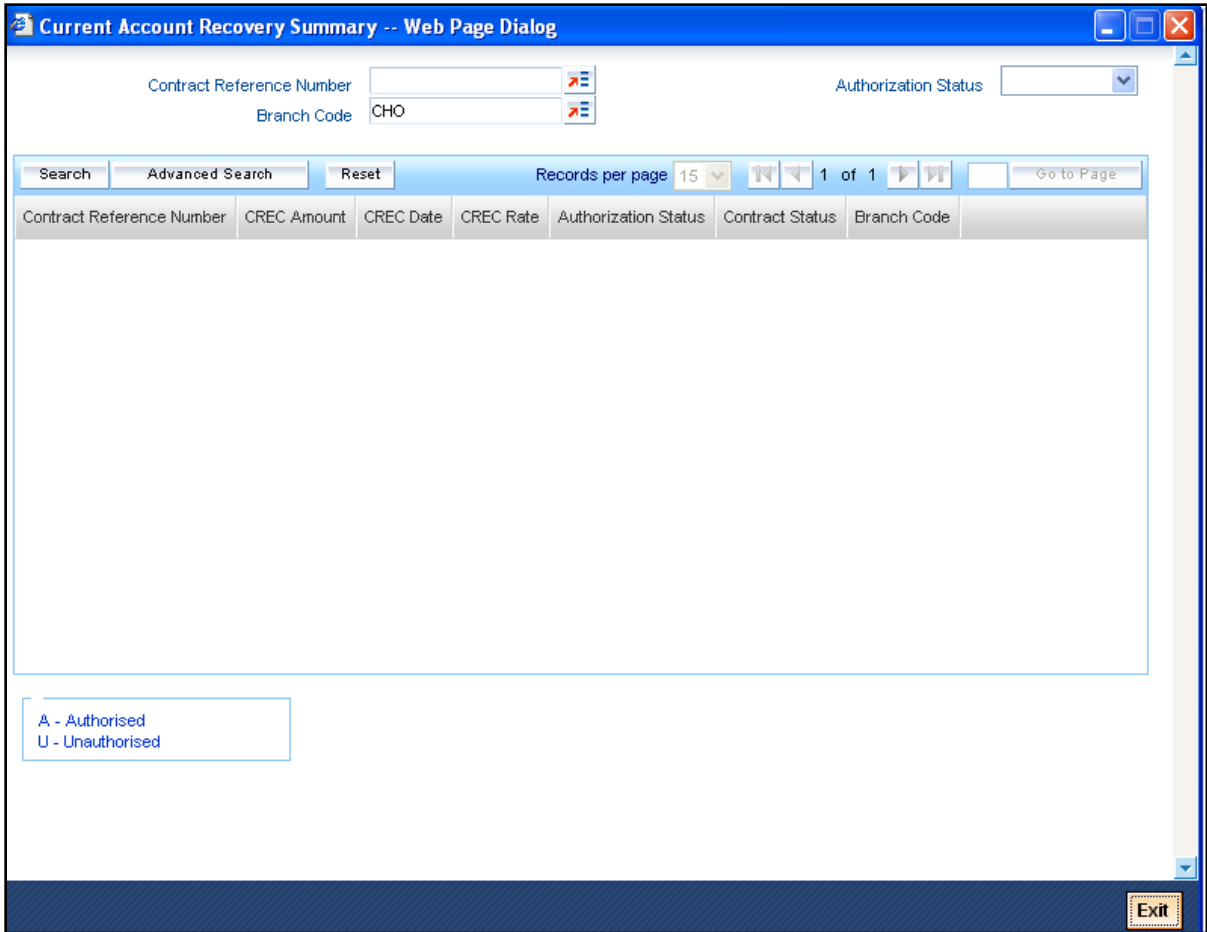 Current Account Recovery Summary -- Web Page Dialog
Contract Reference Number Authorization Status
Branch Code CHO
Search Advanced Search Reset Records per page 15 1 of 1 Go to Page
Contract Reference Number CREC Amount CREC Date CREC Rate Authorization Status Contract Status Branch Code
A - Authorised
U - Unauthorised
Exit